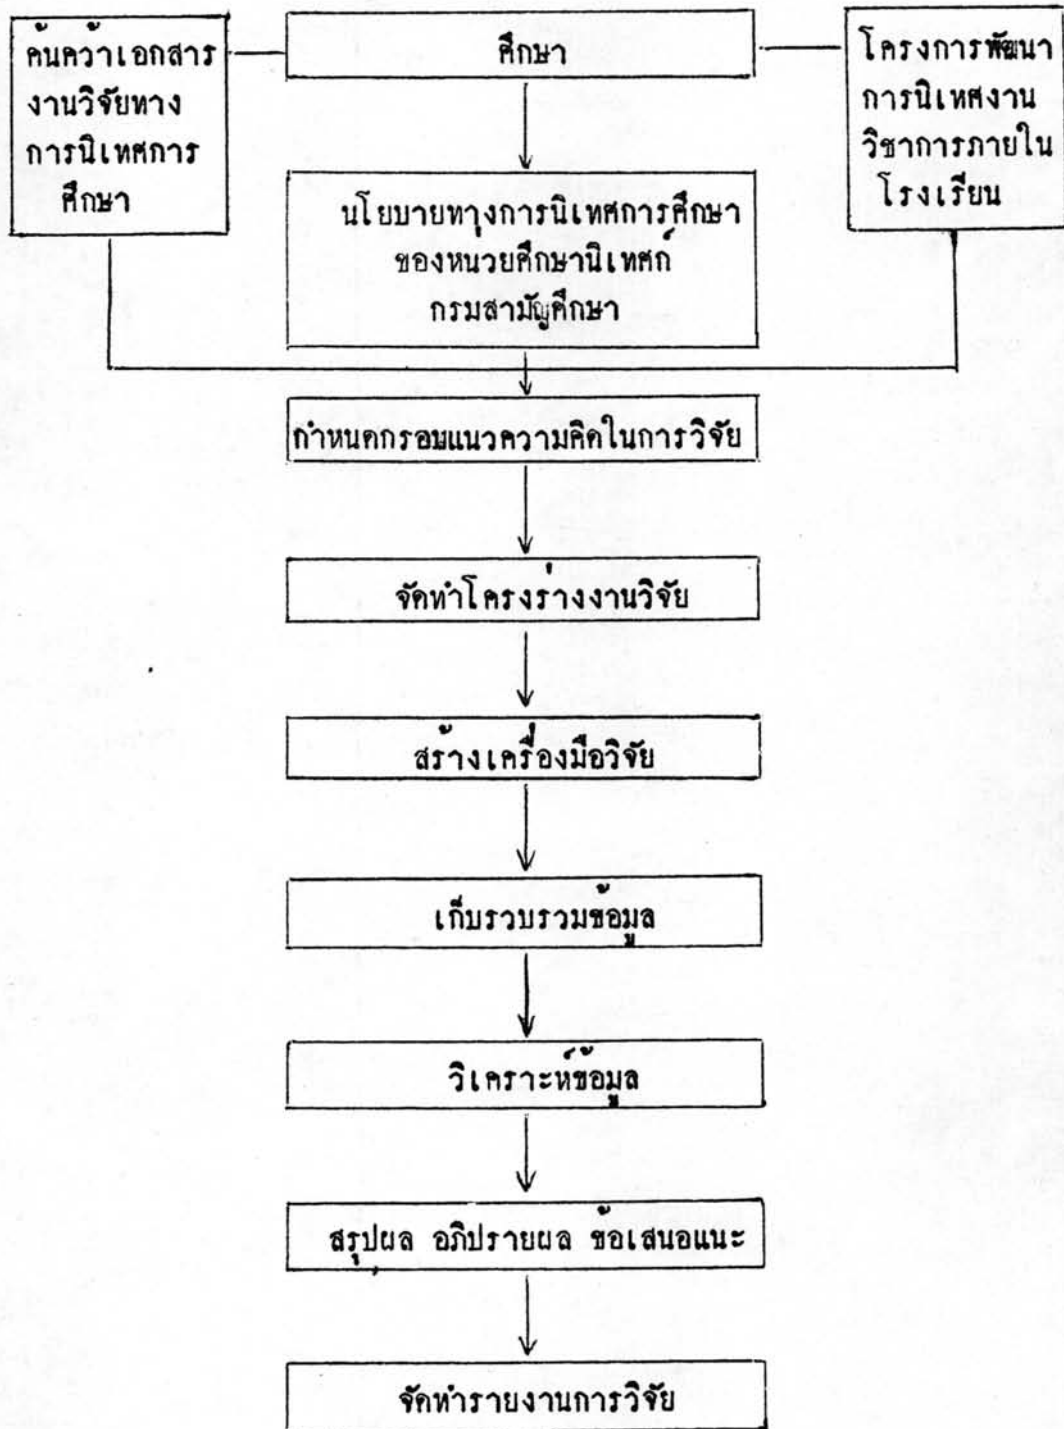 ค้นคว้าเอกสาร
งานวิจัยทาง
การนิเทศการ
ศึกษา
ศึกษา
โครงการพัฒนา
การนิเทศงาน
วิชาการภายใน
โรงเรียน
นโยบายทางการนิเทศการศึกษา
ของหน่วยศึกษานิเทศก์
กรมสามัญศึกษา
กำหนดกรอบแนวความคิดในการวิจัย
จัดทำโครงร่างงานวิจัย
สร้างเครื่องมือวิจัย
เก็บรวบรวมข้อมูล
วิเคราะห์ข้อมูล
สรุปผล อภิปรายผล ข้อเสนอแนะ
จัดทำรายงานการวิจัย